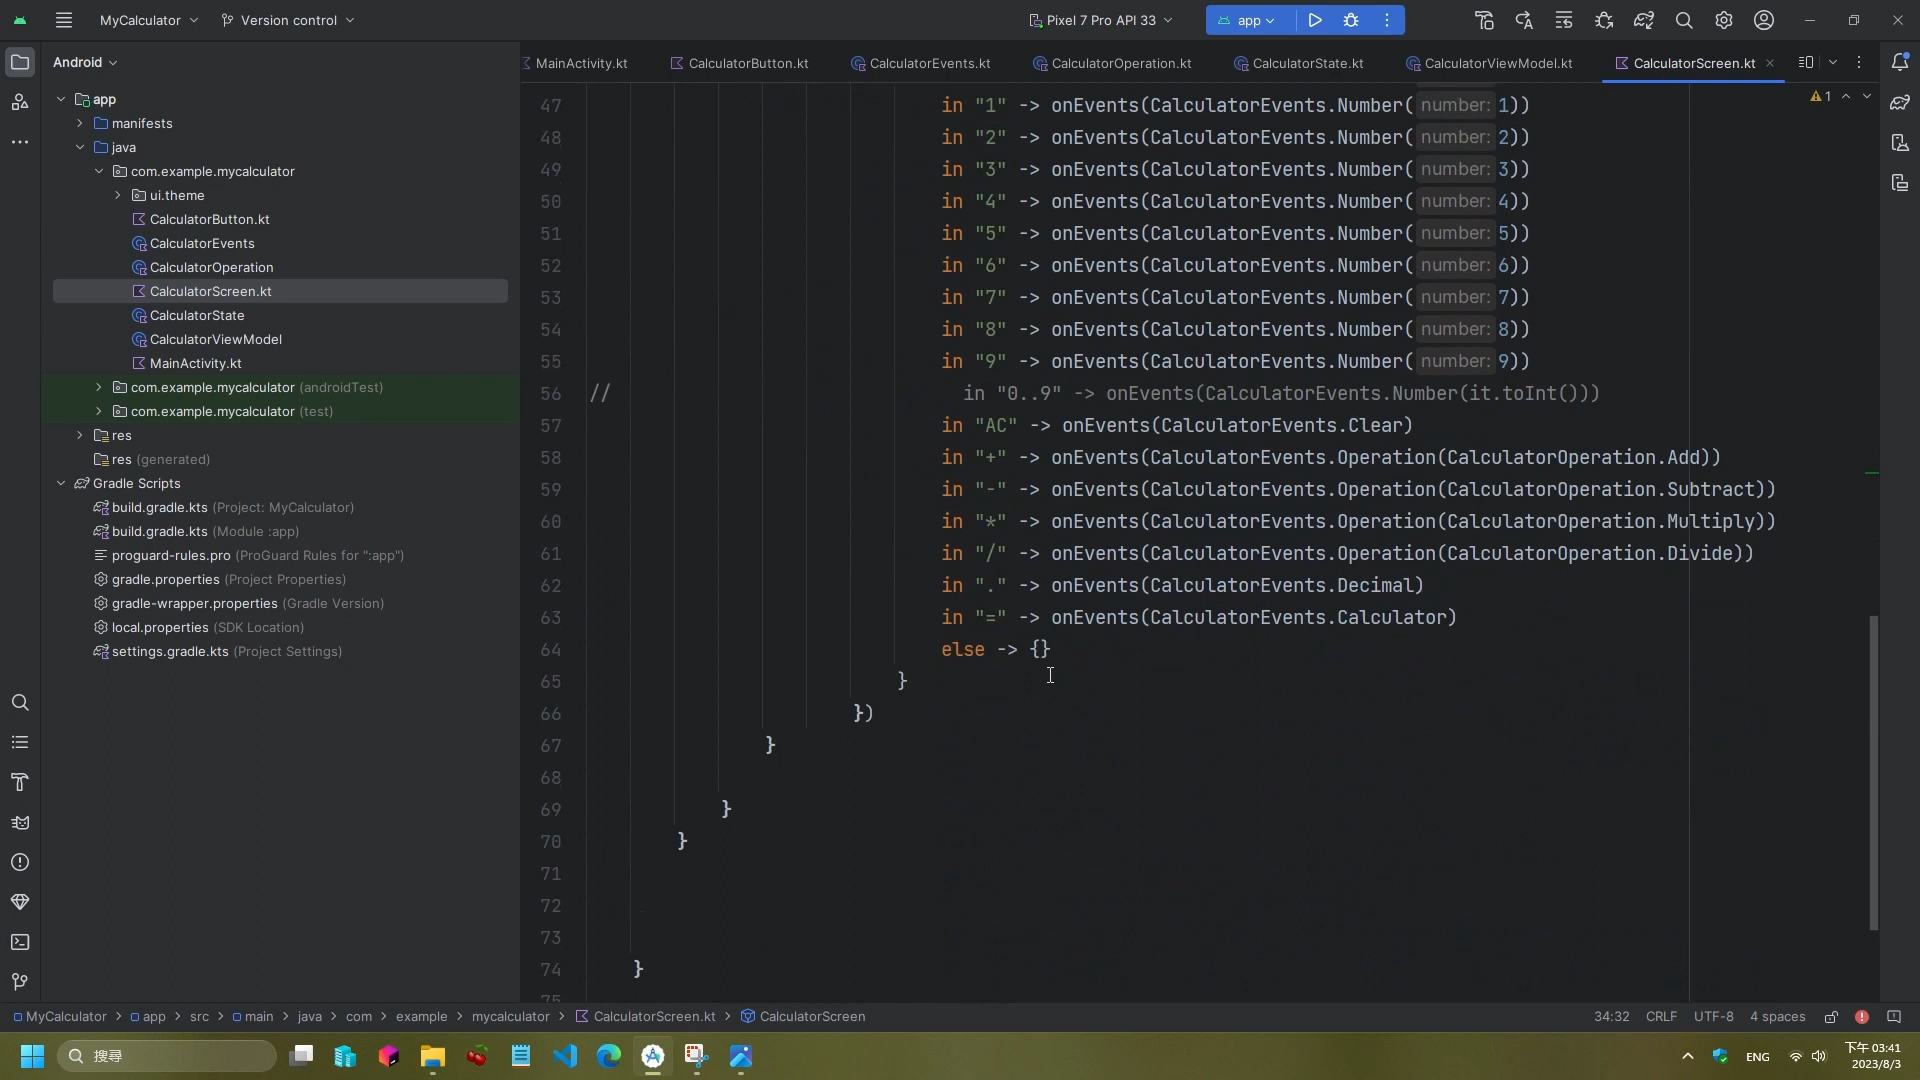 MyCalculator
Version control
Pixel 7 Pro API 33
app
Android
MainActivity.kt
CalculatorButton.kt
CalculatorEvents.kt
CalculatorOperation.kt
CalculatorState.kt
CalculatorViewModel.kt
CalculatorScreen.kt
app
manifests
java
com.example.mycalculator
ui.theme
CalculatorButton.kt
CalculatorEvents
CalculatorOperation
CalculatorScreen.kt
CalculatorState
CalculatorViewModel
MainActivity.kt
com.example.mycalculator (androidTest)
com.example.mycalculator (test)
res
res (generated)
Gradle Scripts
build.gradle.kts (Project: MyCalculator)
build.gradle.kts (Module :app)
proguard-rules.pro (ProGuard Rules for ":app")
gradle.properties (Project Properties)
gradle-wrapper.properties (Gradle Version)
local.properties (SDK Location)
settings.gradle.kts (Project Settings)
1
47 in "1" -> onEvents(CalculatorEvents.Number( number: 1))
48 in "2" -> onEvents(CalculatorEvents.Number( number: 2))
49 in "3" -> onEvents(CalculatorEvents.Number( number: 3))
50 in "4" -> onEvents(CalculatorEvents.Number( number: 4))
51 in "5" -> onEvents(CalculatorEvents.Number( number: 5))
52 in "6" -> onEvents(CalculatorEvents.Number( number: 6))
53 in "7" -> onEvents(CalculatorEvents.Number( number: 7))
54 in "8" -> onEvents(CalculatorEvents.Number( number: 8))
55 in "9" -> onEvents(CalculatorEvents.Number( number: 9))
56 // in "0..9" -> onEvents(CalculatorEvents.Number(it.toInt()))
57 in "AC" -> onEvents(CalculatorEvents.Clear)
58 in "+" -> onEvents(CalculatorEvents.Operation(CalculatorOperation.Add))
59 in "-" -> onEvents(CalculatorEvents.Operation(CalculatorOperation.Subtract))
60 in "*" -> onEvents(CalculatorEvents.Operation(CalculatorOperation.Multiply))
61 in "/" -> onEvents(CalculatorEvents.Operation(CalculatorOperation.Divide))
62 in "." -> onEvents(CalculatorEvents.Decimal)
63 in "=" -> onEvents(CalculatorEvents.Calculator)
64 else -> {}
65 }
66 })
67 }
68
69 }
70 }
71
72
73
74 }
75
MyCalculator > app > src > main > java > com > example > mycalculator > CalculatorScreen.kt > CalculatorScreen
34:32 CRLF UTF-8 4 spaces
搜尋
ENG
下午 03:41
2023/8/3